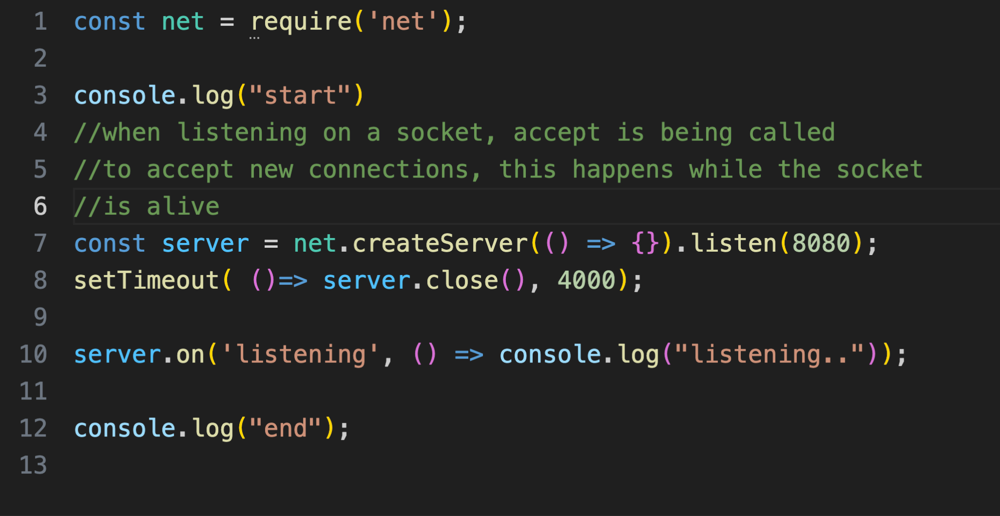 1 const net = require('net');
2
3 console.log("start")
4 //when listening on a socket, accept is being called
5 //to accept new connections, this happens while the socket
6 //is alive
7 const server = net.createServer(() => {}).listen(8080);
8 setTimeout( ()=> server.close(), 4000);
9
10 server.on('listening', () => console.log("listening.."));
11
12 console.log("end");
13